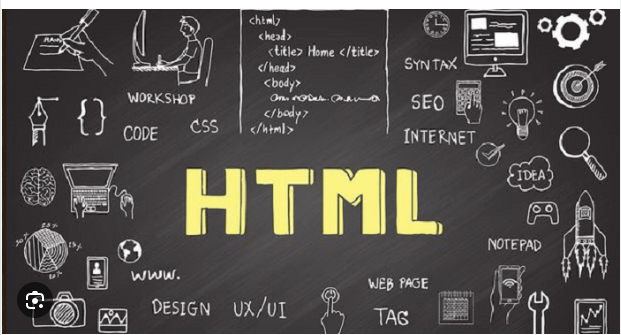 <html>
<head>
<title> Home </title>
</head>
<body>
</body>
</html>
SYNTAX
WORKSHOP
SEO
CODE
CSS
INTERNET
HTML
IDEA
NOTEPAD
www.
WEB PAGE
DESIGN
UX/UI
TAG